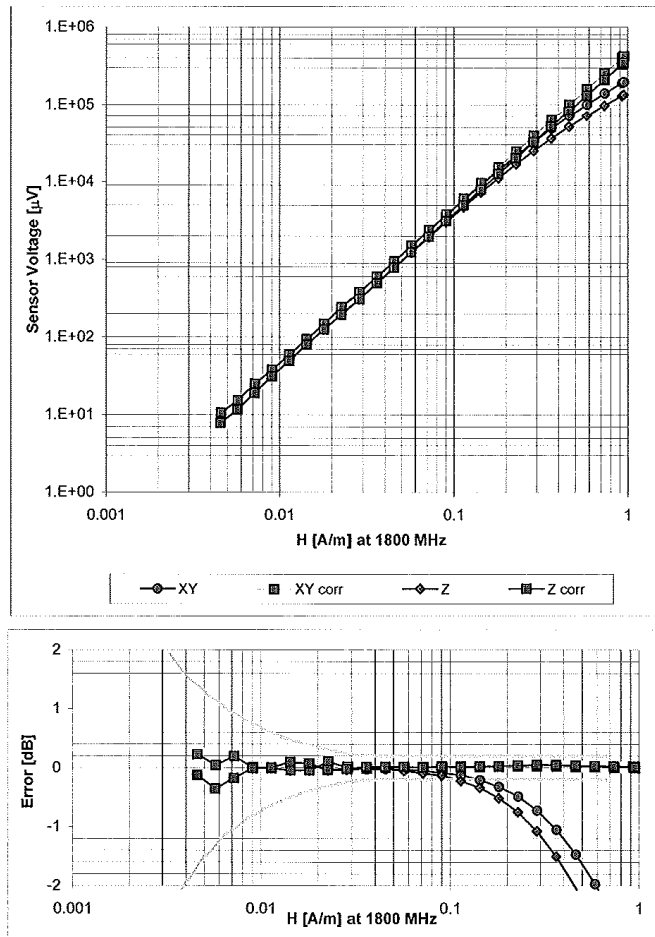 1.E+06
1.E+05
1.E+04
1.E+03
1.E+02
1.E+01
1.E+00
Sensor Voltage [µV]
0.001 0.01 0.1 1
H [A/m] at 1800 MHz
XY XY corr Z Z corr
2
1
0
-1
-2
Error [dB]
0.001 0.01 0.1 1
H [A/m] at 1800 MHz